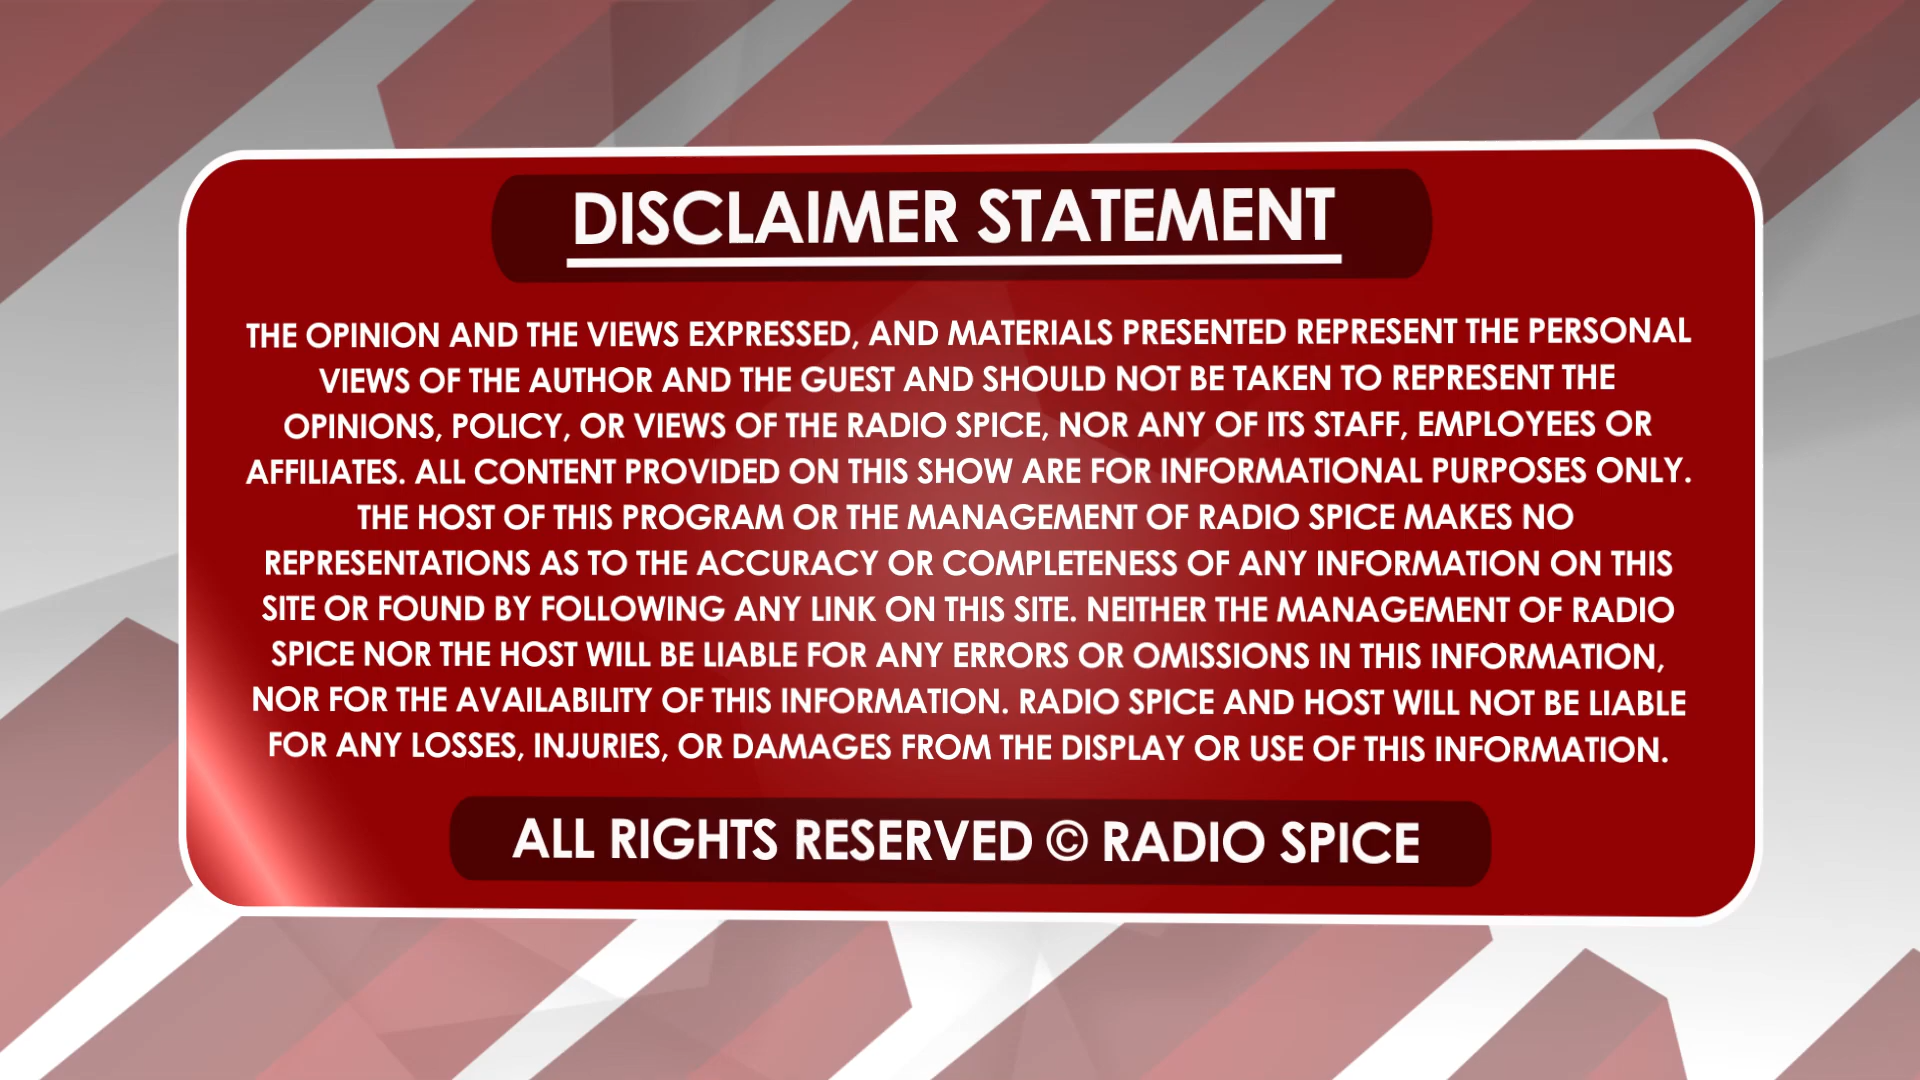 DISCLAIMER STATEMENT
THE OPINION AND THE VIEWS EXPRESSED, AND MATERIALS PRESENTED REPRESENT THE PERSONAL
VIEWS OF THE AUTHOR AND THE GUEST AND SHOULD NOT BE TAKEN TO REPRESENT THE
OPINIONS, POLICY, OR VIEWS OF THE RADIO SPICE, NOR ANY OF ITS STAFF, EMPLOYEES OR
AFFILIATES. ALL CONTENT PROVIDED ON THIS SHOW ARE FOR INFORMATIONAL PURPOSES ONLY.
THE HOST OF THIS PROGRAM OR THE MANAGEMENT OF RADIO SPICE MAKES NO
REPRESENTATIONS AS TO THE ACCURACY OR COMPLETENESS OF ANY INFORMATION ON THIS
SITE OR FOUND BY FOLLOWING ANY LINK ON THIS SITE. NEITHER THE MANAGEMENT OF RADIO
SPICE NOR THE HOST WILL BE LIABLE FOR ANY ERRORS OR OMISSIONS IN THIS INFORMATION,
NOR FOR THE AVAILABILITY OF THIS INFORMATION. RADIO SPICE AND HOST WILL NOT BE LIABLE
FOR ANY LOSSES, INJURIES, OR DAMAGES FROM THE DISPLAY OR USE OF THIS INFORMATION.
ALL RIGHTS RESERVED © RADIO SPICE